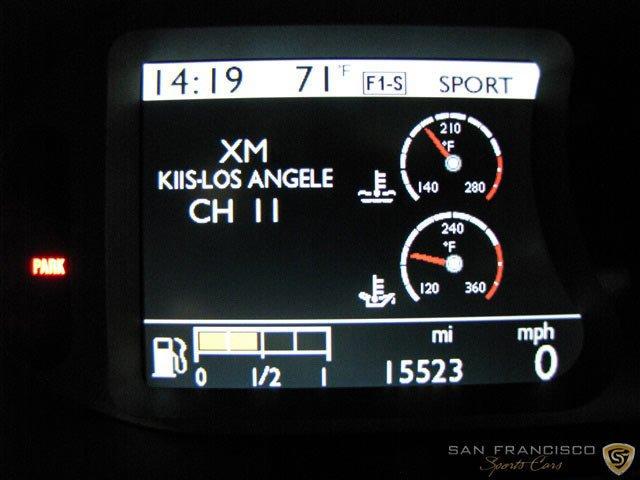 14:19 71°F F1-S SPORT
XM
KIIS-LOS ANGELE
CH 11
210
°F
140 280
240
°F
120 360
PARK
mi mph
0 1/2 1 15523 0
SAN FRANCISCO
Sports Cars